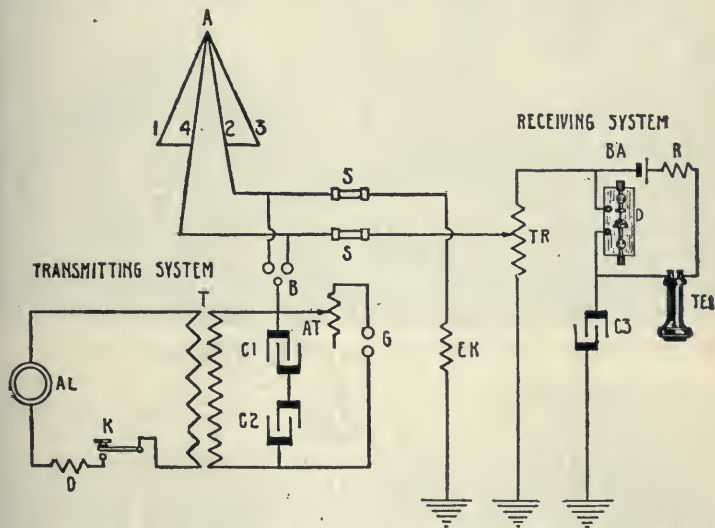 A
1 4 2 3
RECEIVING SYSTEM
BA R
S
D
TR
S
TRANSMITTING SYSTEM
T
B
AT
G
TEL
C1
C3
EK
AL
C2
K
D